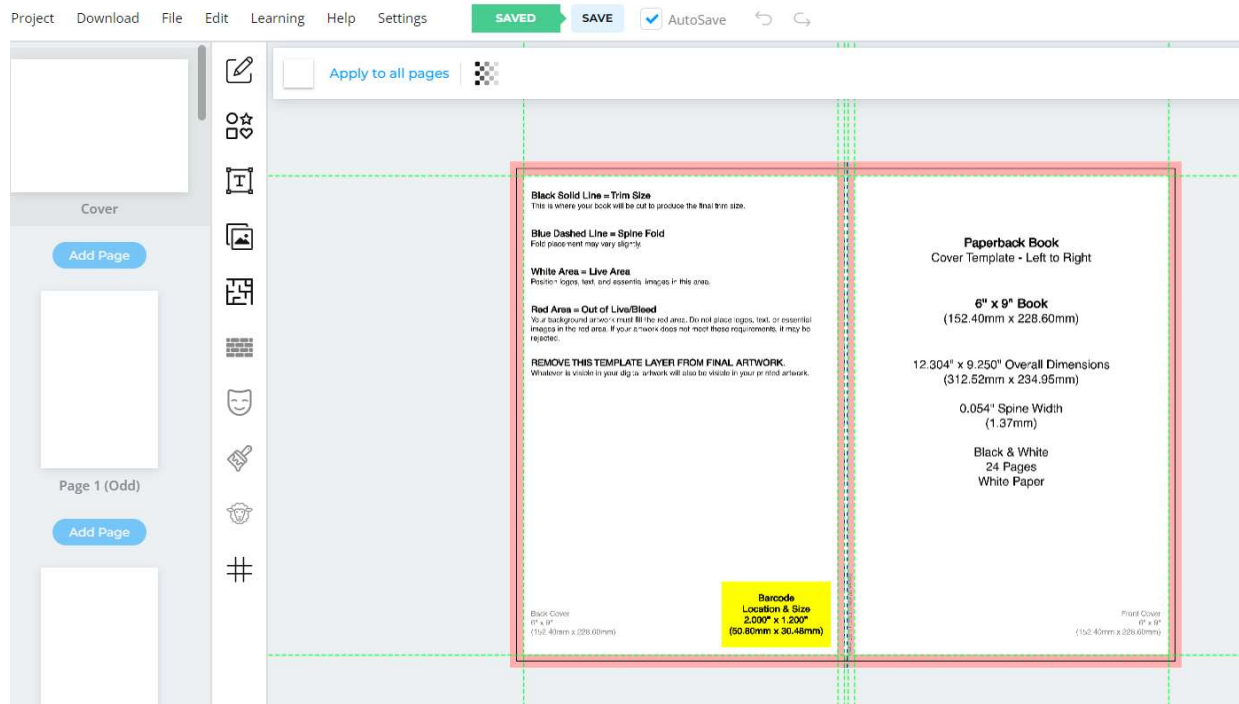 Project Download File Edit Learning Help Settings SAVED SAVE AutoSave
Apply to all pages
Cover
Add Page
Page 1 (Odd)
Add Page
Black Solid Line = Trim Size
This is where your book will be cut to produce the final trim size.
Blue Dashed Line = Spine Fold
Fold placement may vary slightly.
White Area = Live Area
Position logos, text, and essential images in this area.
Red Area = Out of Live/Bleed
Your background artwork must fill the red area. Do not place logos, text, or essential
images in the red area. If your artwork does not meet these requirements, it may be
rejected.
REMOVE THIS TEMPLATE LAYER FROM FINAL ARTWORK.
Whatever is visible in your digital artwork will also be visible in your printed artwork.
Back Cover
6" x 9"
(152.40mm x 228.60mm)
Barcode
Location & Size
2.000" x 1.200"
(50.80mm x 30.48mm)
Paperback Book
Cover Template - Left to Right
6" x 9" Book
(152.40mm x 228.60mm)
12.304" x 9.250" Overall Dimensions
(312.52mm x 234.95mm)
0.054" Spine Width
(1.37mm)
Black & White
24 Pages
White Paper
Front Cover
6" x 9"
(152.40mm x 228.60mm)